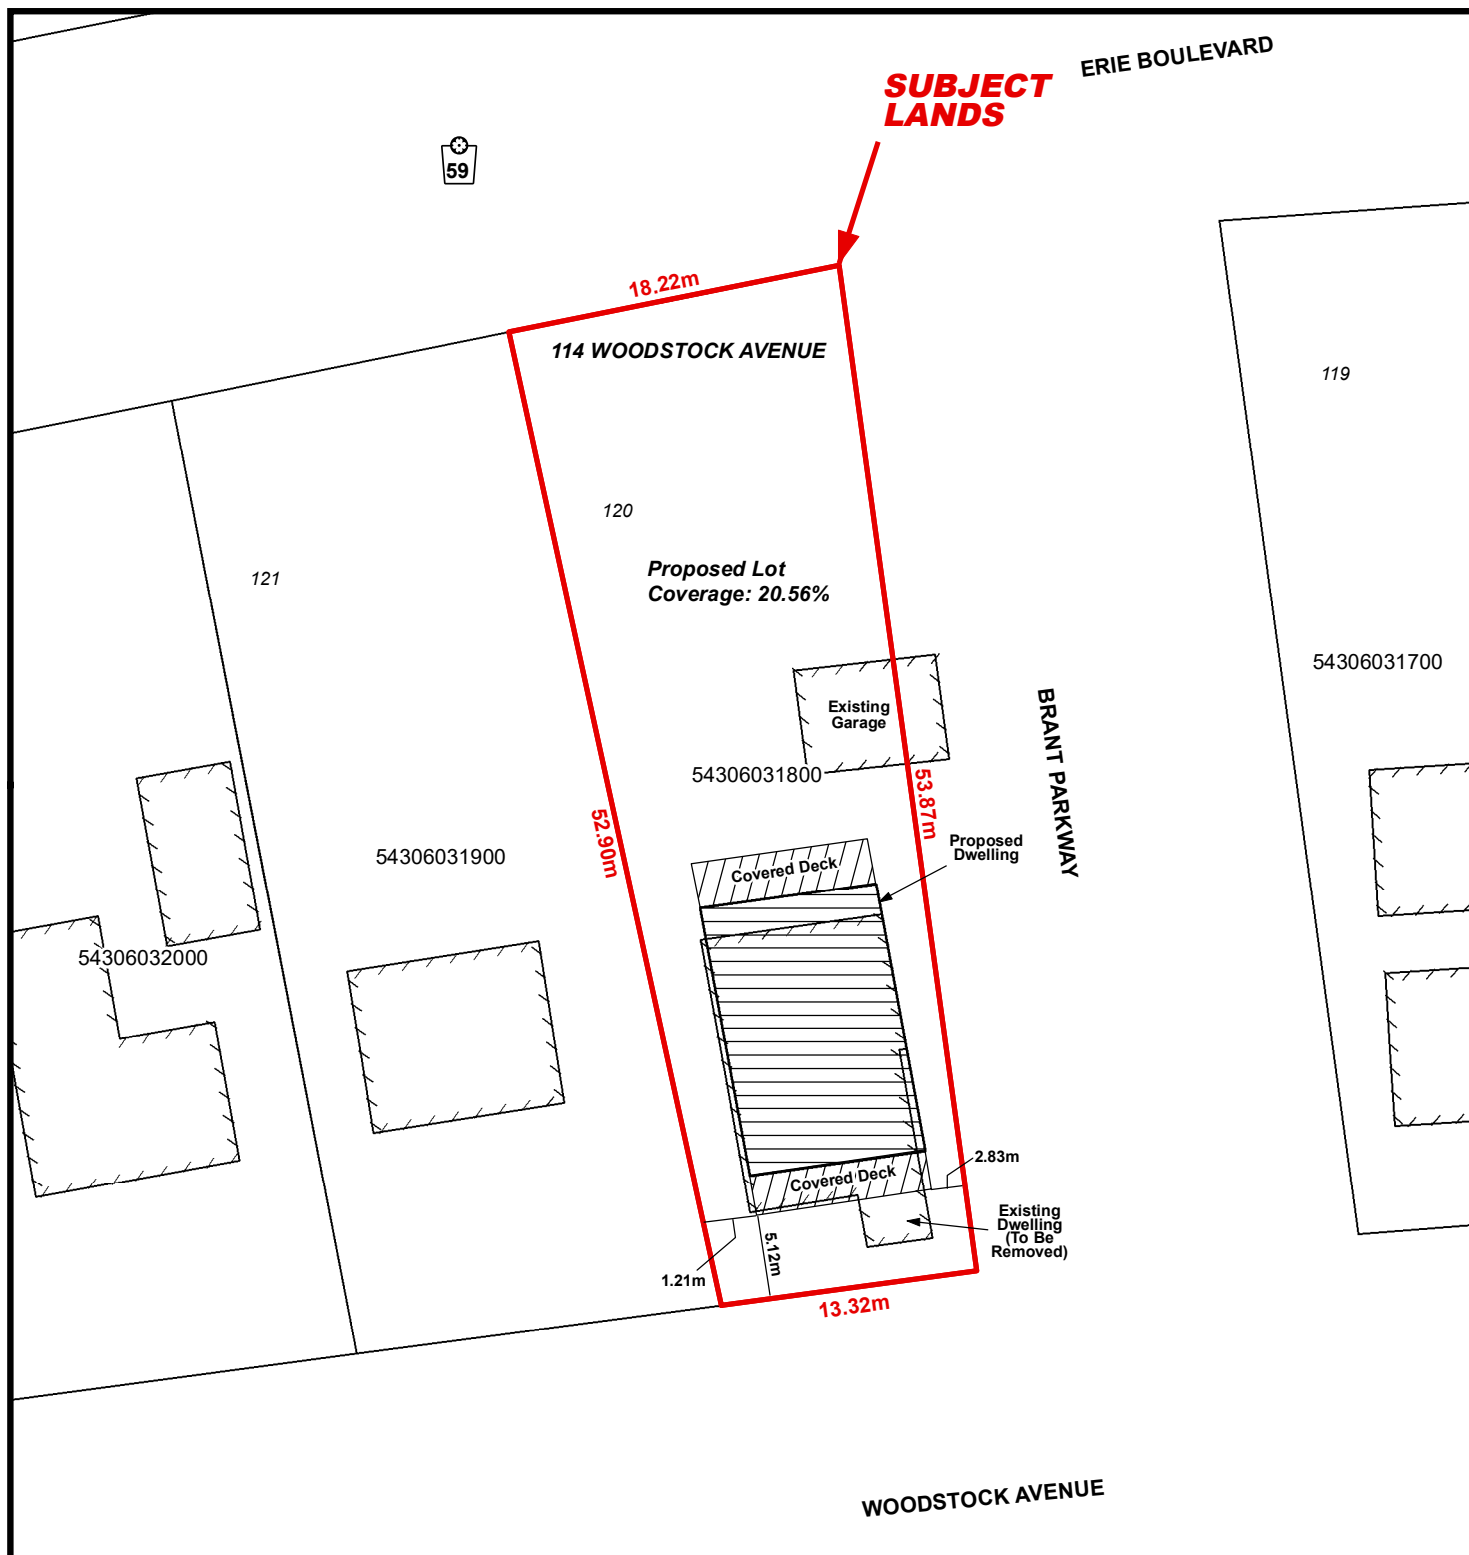 ERIE BOULEVARD
SUBJECT
LANDS
59
18.22m
114 WOODSTOCK AVENUE
119
120
121
Proposed Lot
Coverage: 20.56%
54306031700
Existing
Garage
BRANT PARKWAY
54306031800
53.87m
52.90m
Proposed
Dwelling
54306031900
Covered Deck
54306032000
2.83m
Covered Deck
Existing
Dwelling
(To Be
Removed)
5.12m
1.21m
13.32m
WOODSTOCK AVENUE